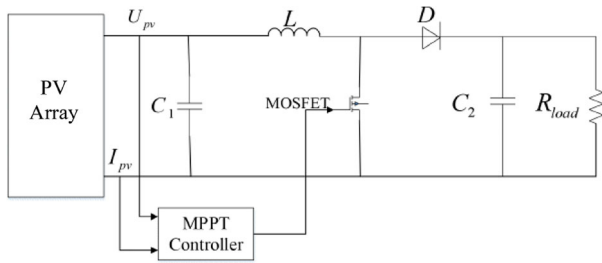 U_pv
L
D
PV
Array
C_1
MOSFET
C_2
R_load
I_pv
MPPT
Controller